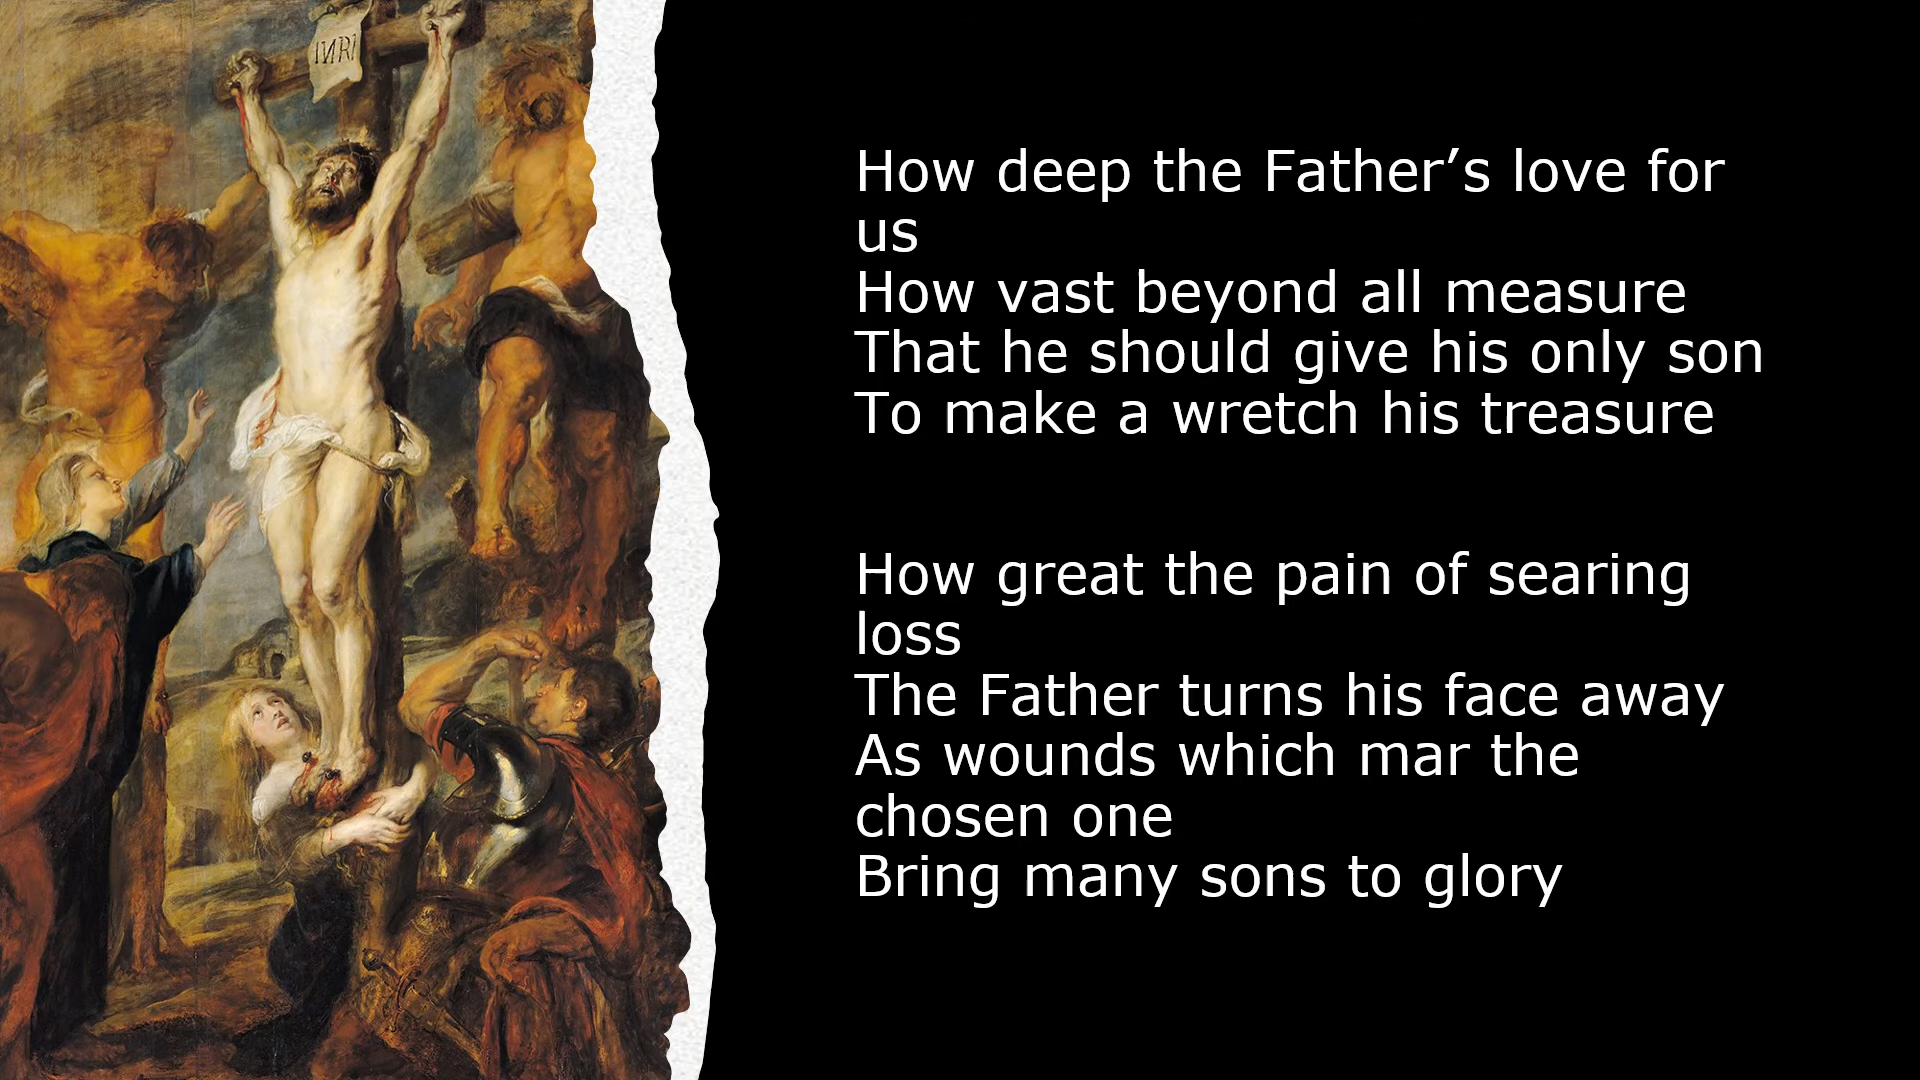 INRI
How deep the Father’s love for
us
How vast beyond all measure
That he should give his only son
To make a wretch his treasure
How great the pain of searing
loss
The Father turns his face away
As wounds which mar the
chosen one
Bring many sons to glory